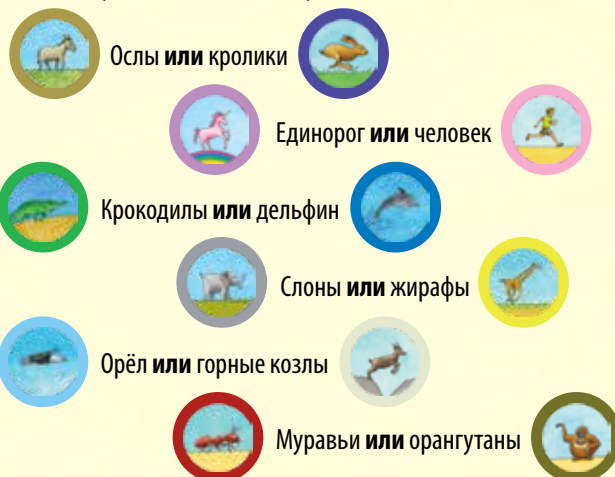 Ослы или кролики
Единорог или человек
Крокодилы или дельфин
Слоны или жирафы
Орёл или горные козлы
Муравьи или орангутаны